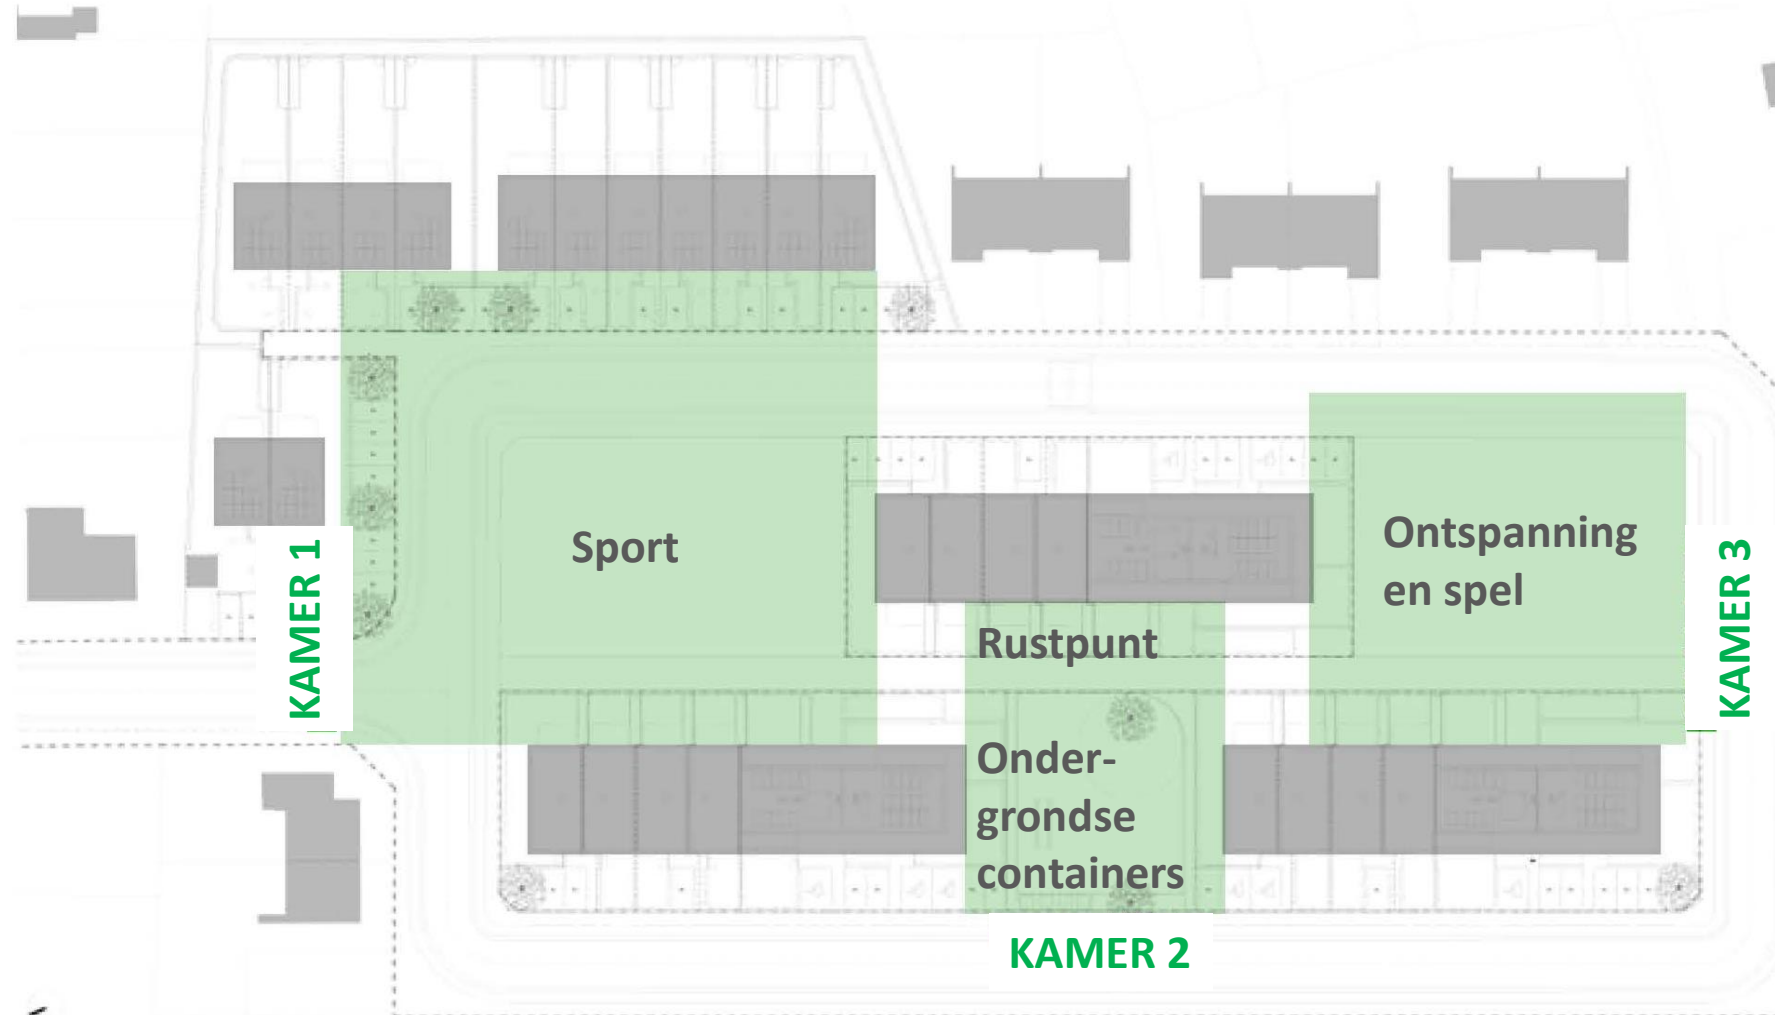 KAMER 1
Sport
Rustpunt
Onder-
grondse
containers
KAMER 2
Ontspanning
en spel
KAMER 3